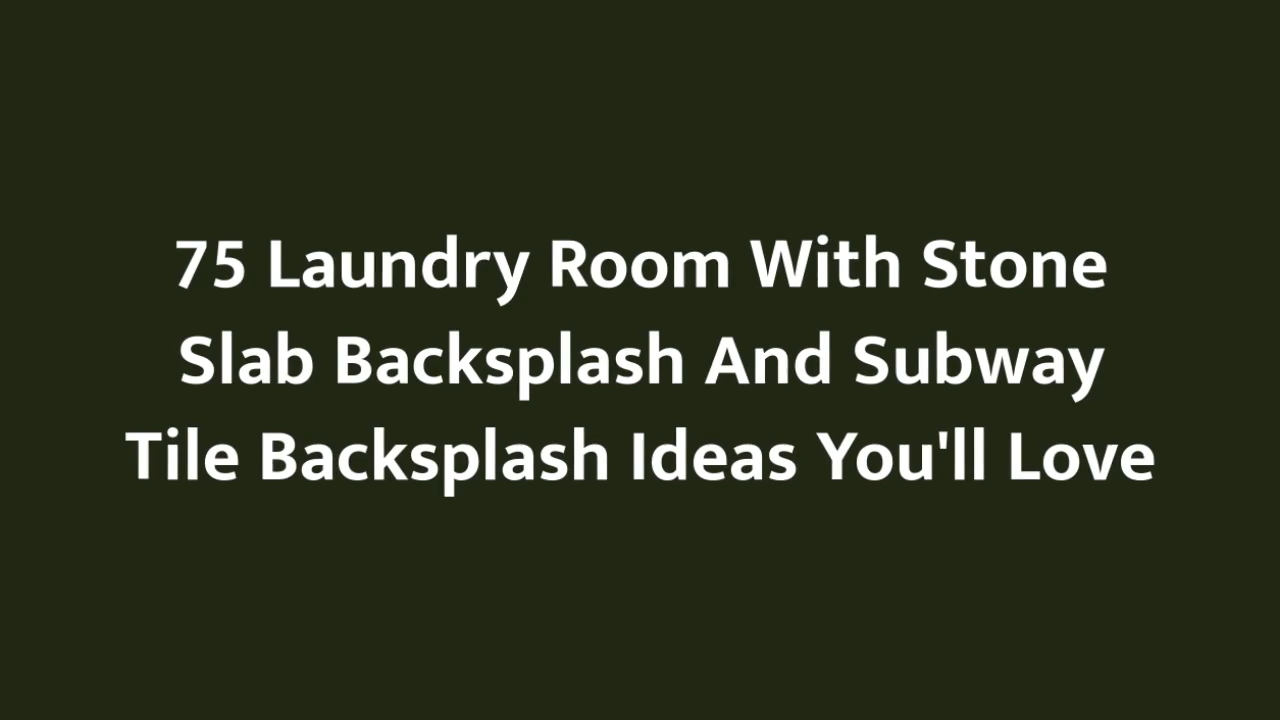 75 Laundry Room With Stone
Slab Backsplash And Subway
Tile Backsplash Ideas You'll Love